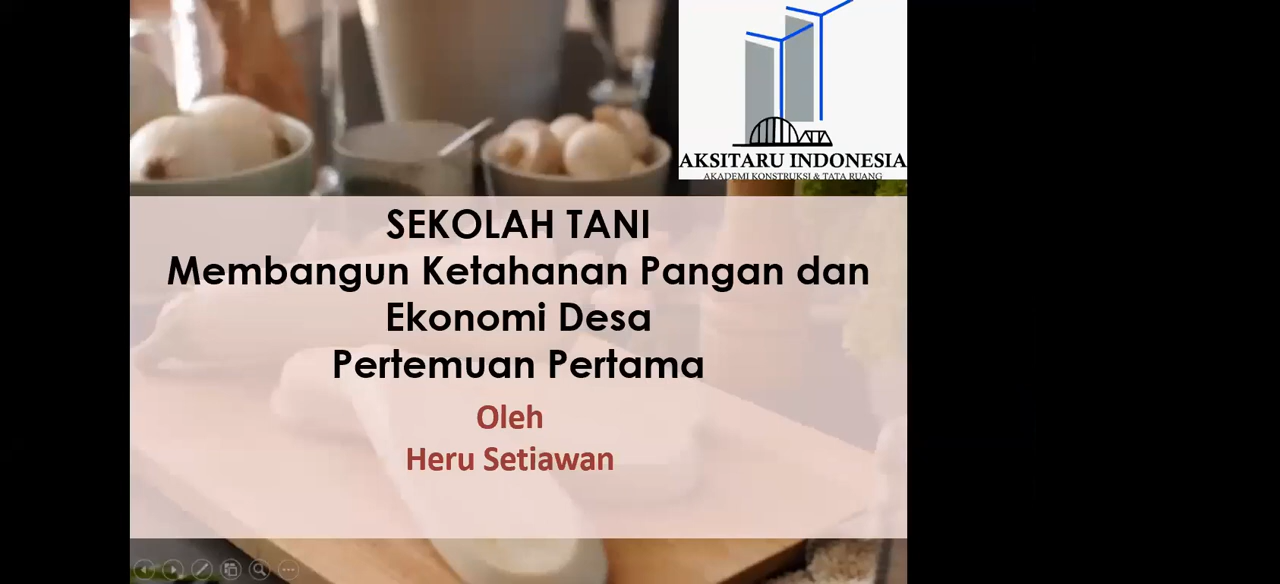 AKSITARU INDONESIA
AKADEMI KONSTRUKSI & TATA RUANG
SEKOLAH TANI
Membangun Ketahanan Pangan dan
Ekonomi Desa
Pertemuan Pertama
Oleh
Heru Setiawan